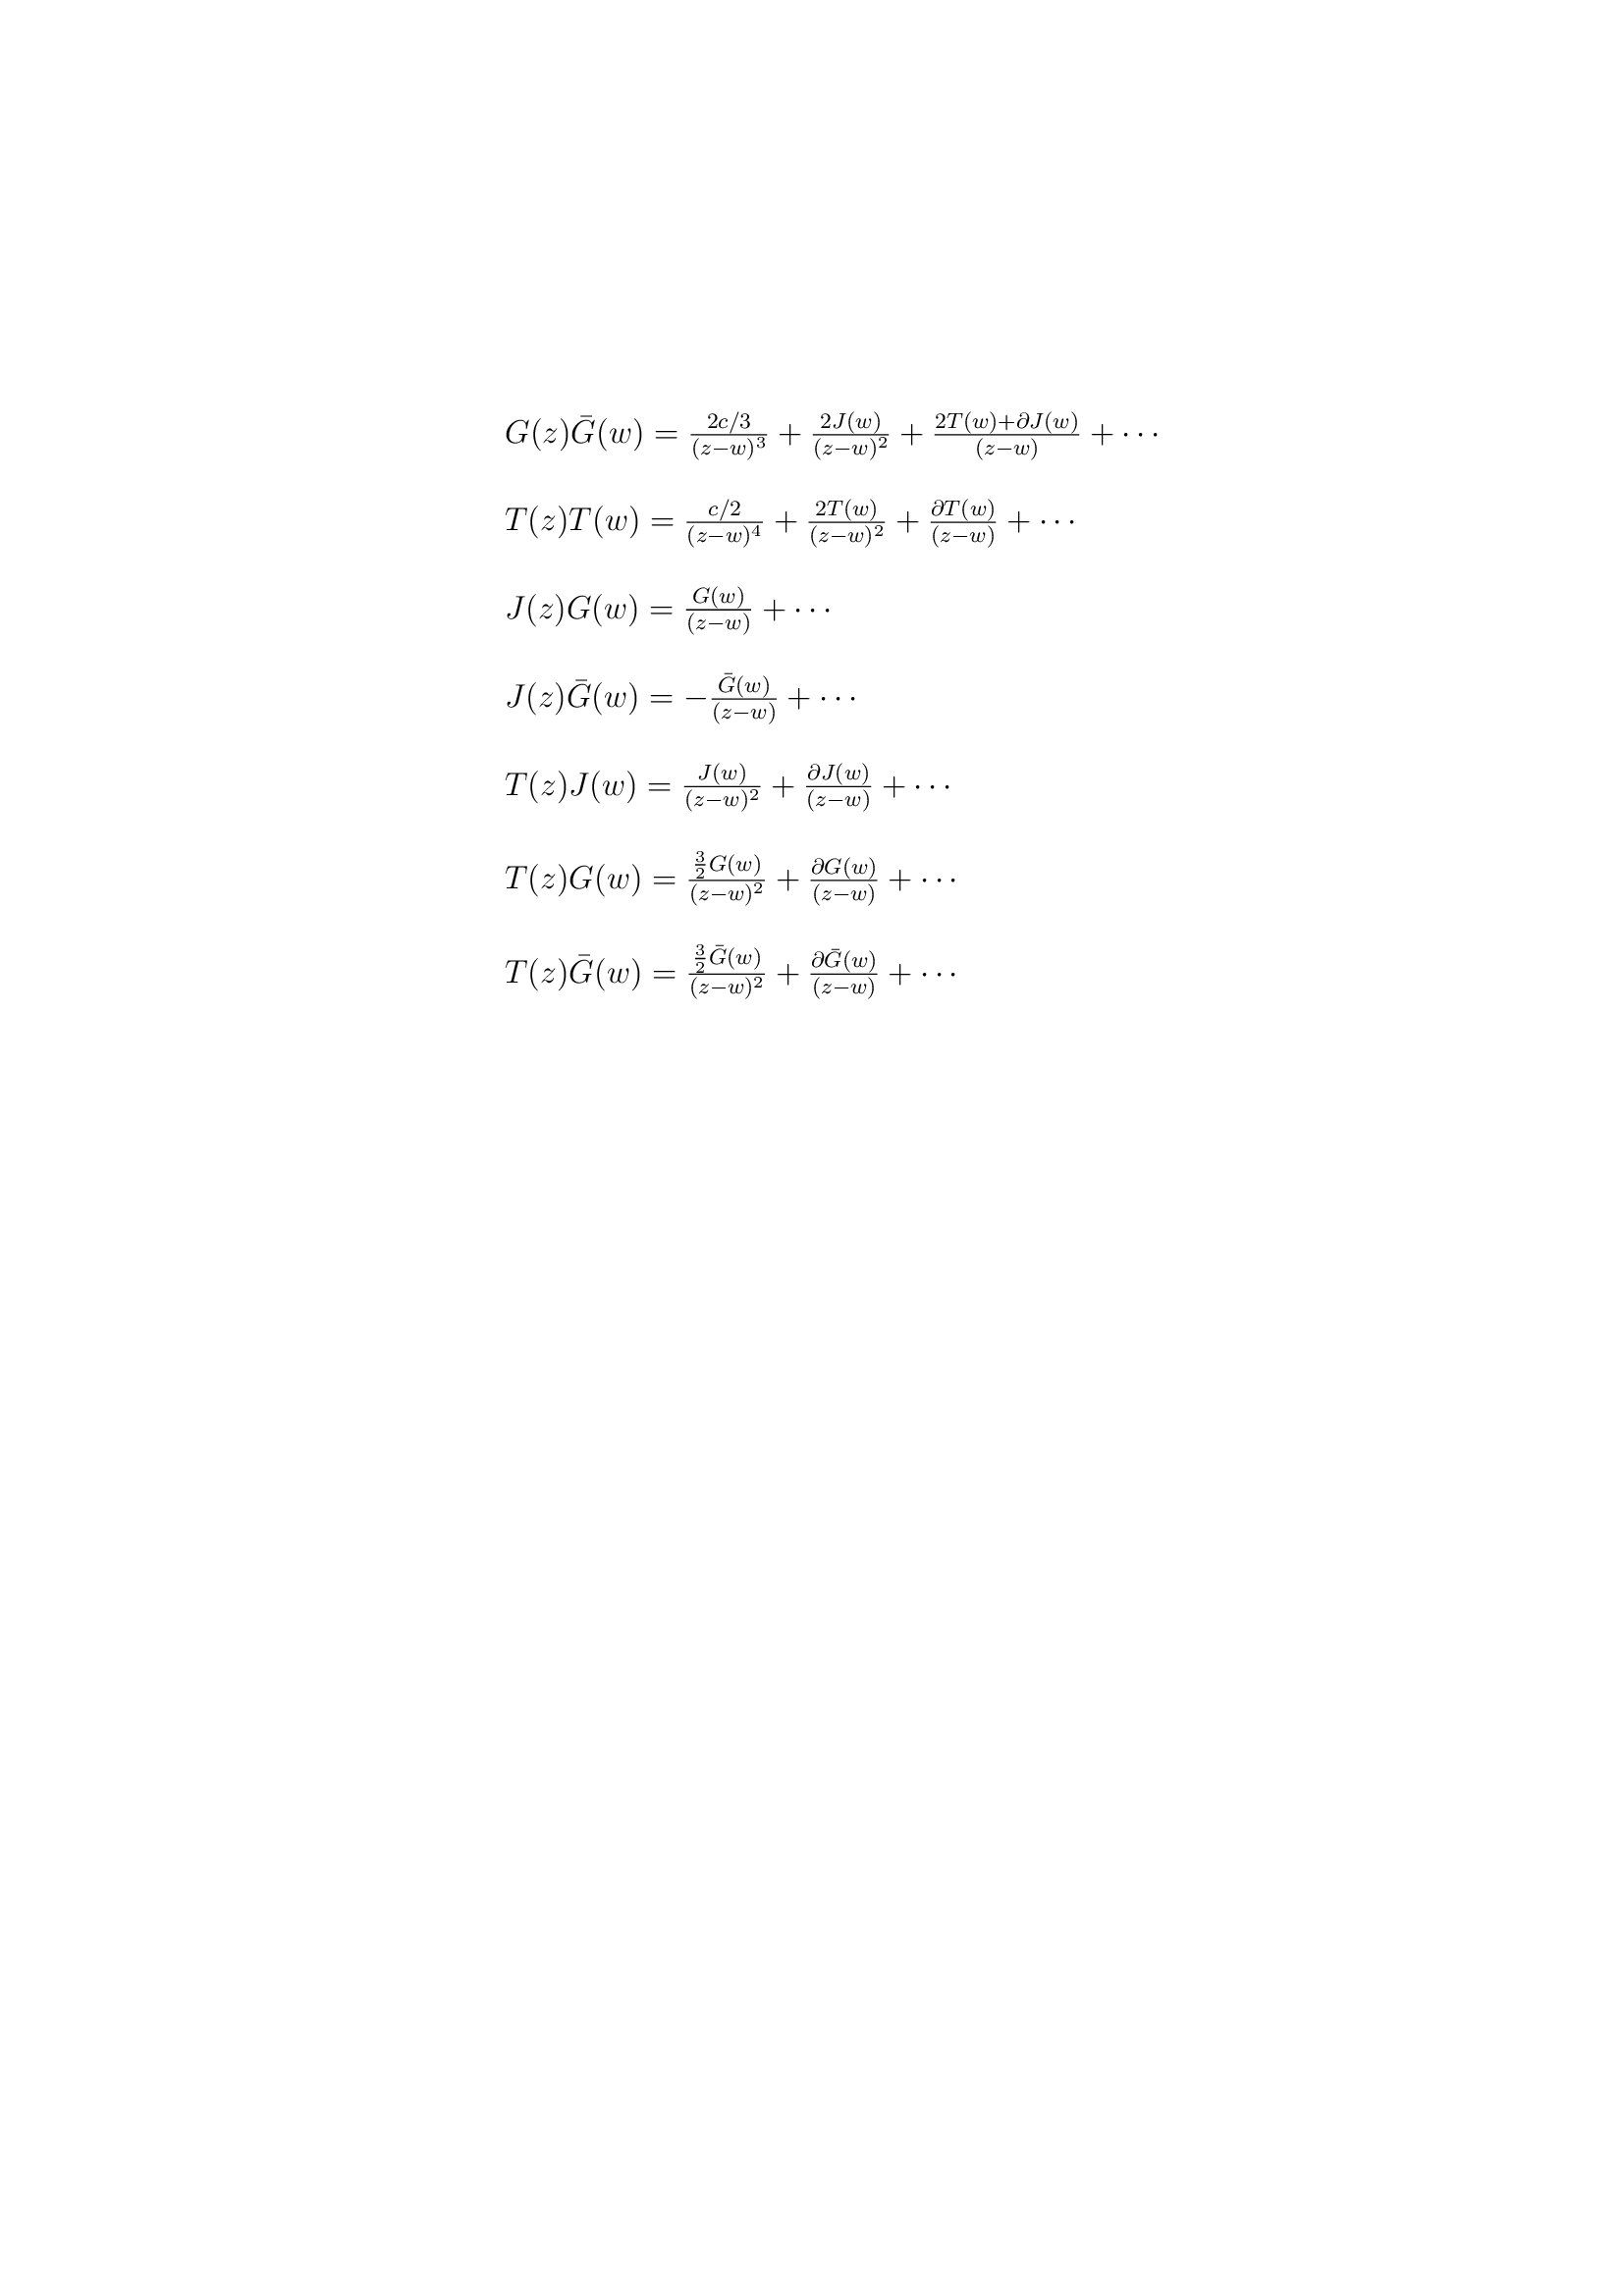 $G(z)\bar{G}(w) = \frac{2c/3}{(z-w)^3} + \frac{2J(w)}{(z-w)^2} + \frac{2T(w)+\partial J(w)}{(z-w)} + \cdots$
$T(z)T(w) = \frac{c/2}{(z-w)^4} + \frac{2T(w)}{(z-w)^2} + \frac{\partial T(w)}{(z-w)} + \cdots$
$J(z)G(w) = \frac{G(w)}{(z-w)} + \cdots$
$J(z)\bar{G}(w) = -\frac{\bar{G}(w)}{(z-w)} + \cdots$
$T(z)J(w) = \frac{J(w)}{(z-w)^2} + \frac{\partial J(w)}{(z-w)} + \cdots$
$T(z)G(w) = \frac{\frac{3}{2}G(w)}{(z-w)^2} + \frac{\partial G(w)}{(z-w)} + \cdots$
$T(z)\bar{G}(w) = \frac{\frac{3}{2}\bar{G}(w)}{(z-w)^2} + \frac{\partial \bar{G}(w)}{(z-w)} + \cdots$